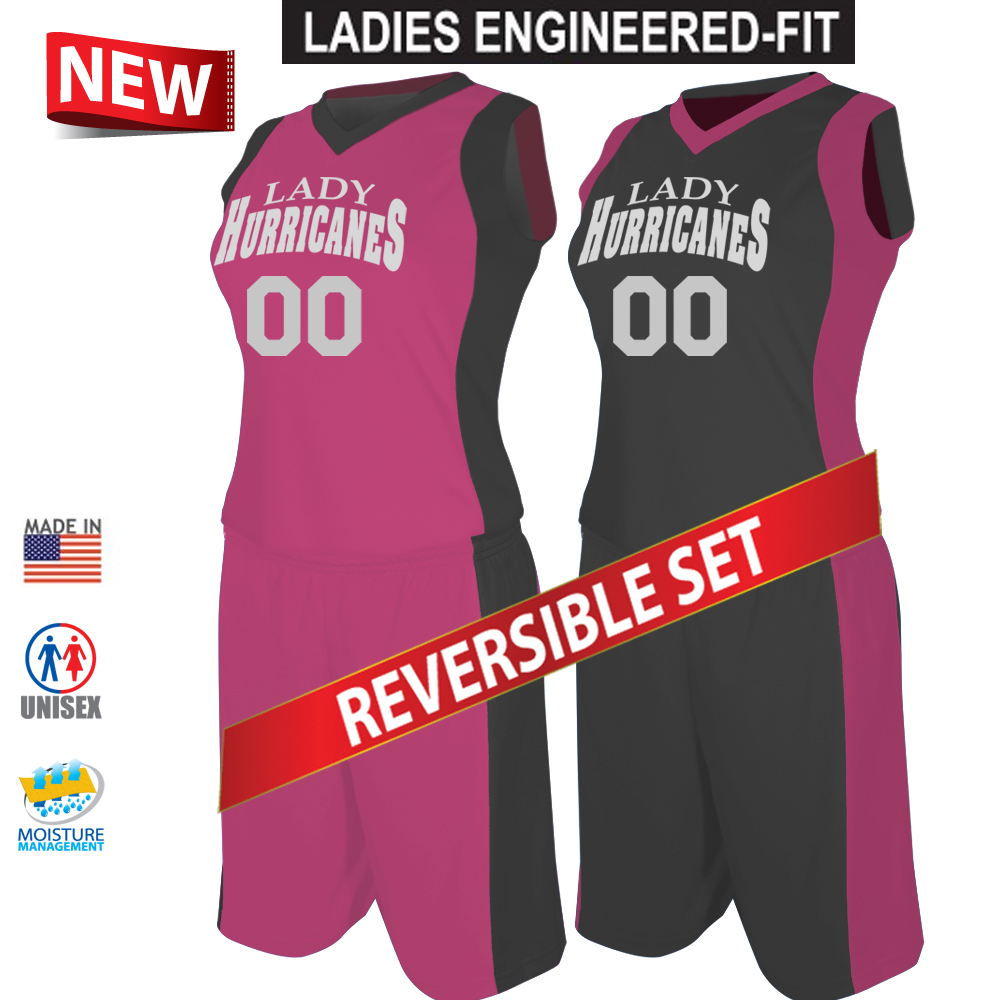 LADIES ENGINEERED-FIT
NEW
LADY
HURRICANES
00
LADY
HURRICANES
00
REVERSIBLE SET
MADE IN
UNISEX
MOISTURE
MANAGEMENT